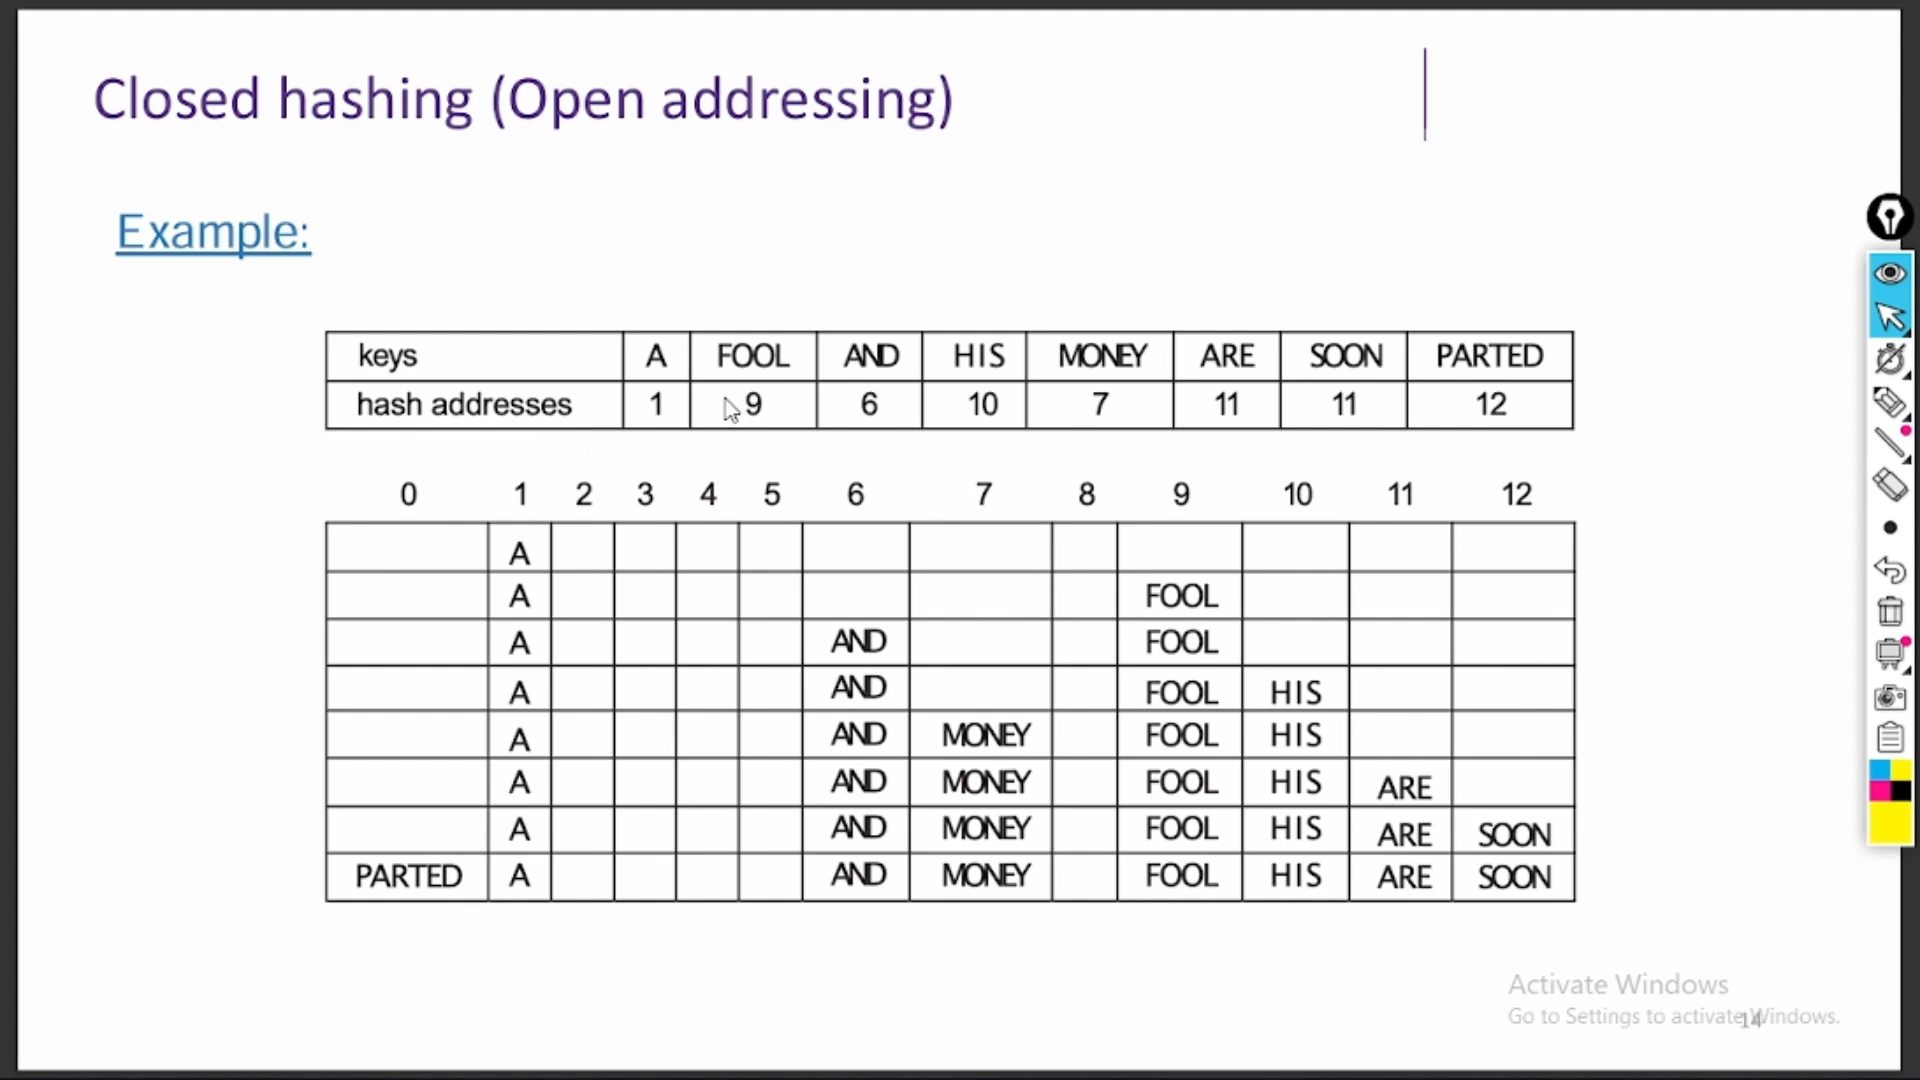 Closed hashing (Open addressing)
Example:
keys A FOOL AND HIS MONEY ARE SOON PARTED
hash addresses 1 9 6 10 7 11 11 12
0 1 2 3 4 5 6 7 8 9 10 11 12
A
A FOOL
A AND FOOL
A AND FOOL HIS
A AND MONEY FOOL HIS
A AND MONEY FOOL HIS ARE
A AND MONEY FOOL HIS ARE SOON
PARTED A AND MONEY FOOL HIS ARE SOON
Activate Windows
Go to Settings to activate Windows.
14